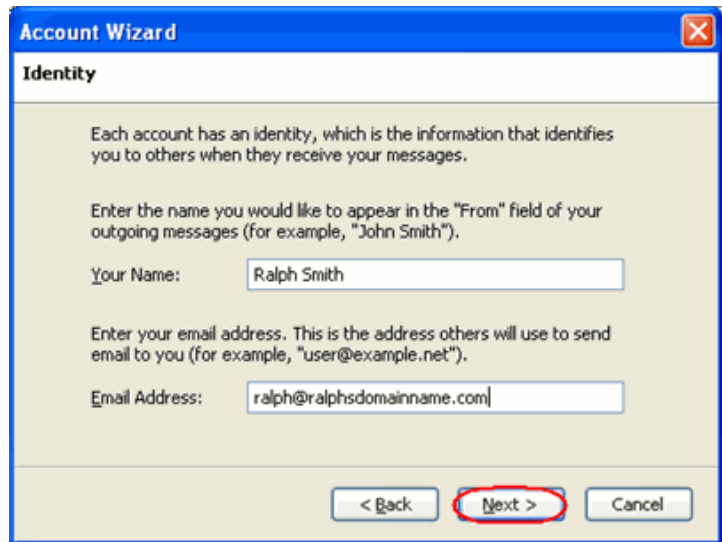 Account Wizard
Identity
Each account has an identity, which is the information that identifies
you to others when they receive your messages.
Enter the name you would like to appear in the "From" field of your
outgoing messages (for example, "John Smith").
Your Name: Ralph Smith
Enter your email address. This is the address others will use to send
email to you (for example, "user@example.net").
Email Address: ralph@ralphsdomainname.com
< Back Next > Cancel